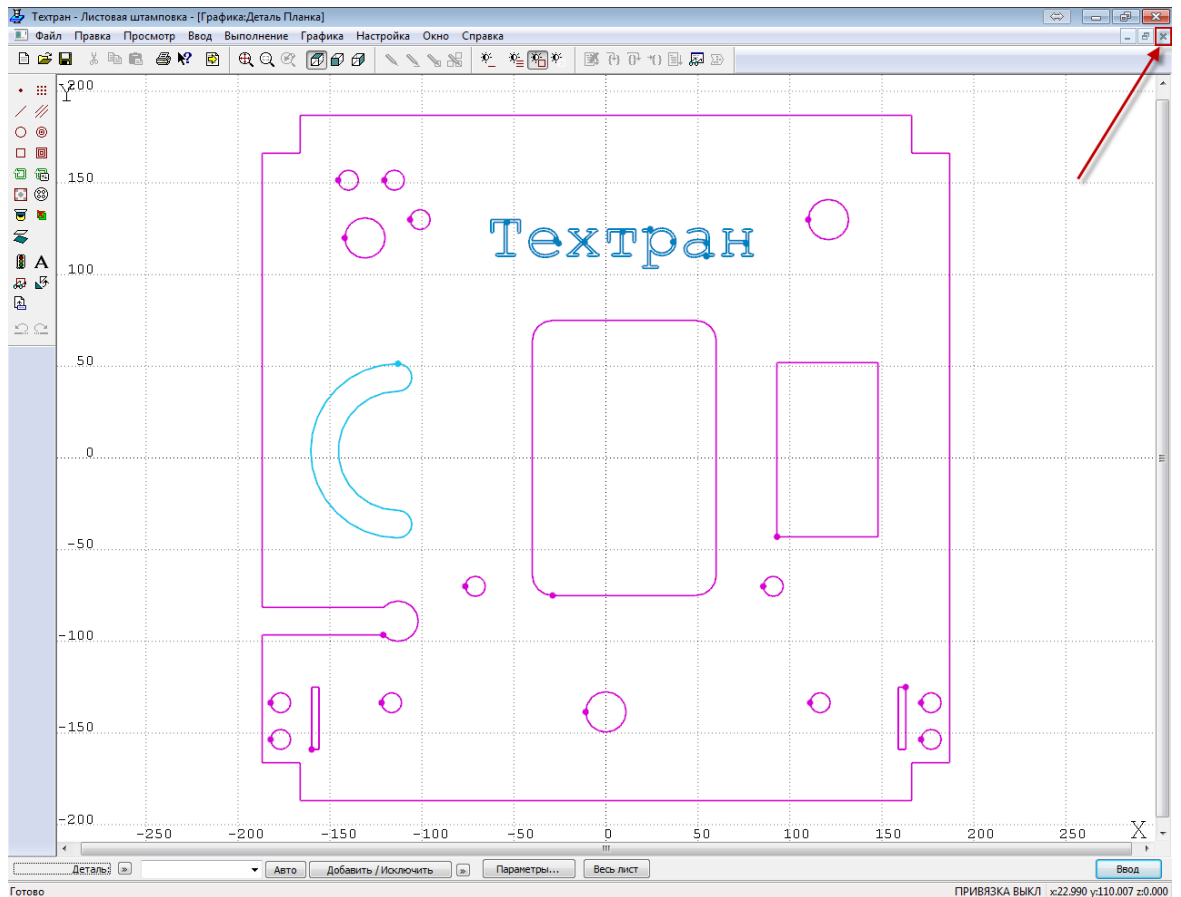 Техтран - Листовая штамповка - [Графика:Деталь Планка]
Файл Правка Просмотр Ввод Выполнение Графика Настройка Окно Справка
Y
200
150
Техтран
100
50
0
-50
-100
-150
-200
-250 -200 -150 -100 -50 0 50 100 150 200 250 X
Деталь: » Авто Добавить / Исключить » Параметры... Весь лист Ввод
Готово ПРИВЯЗКА ВЫКЛ x:22.990 y:110.007 z:0.000